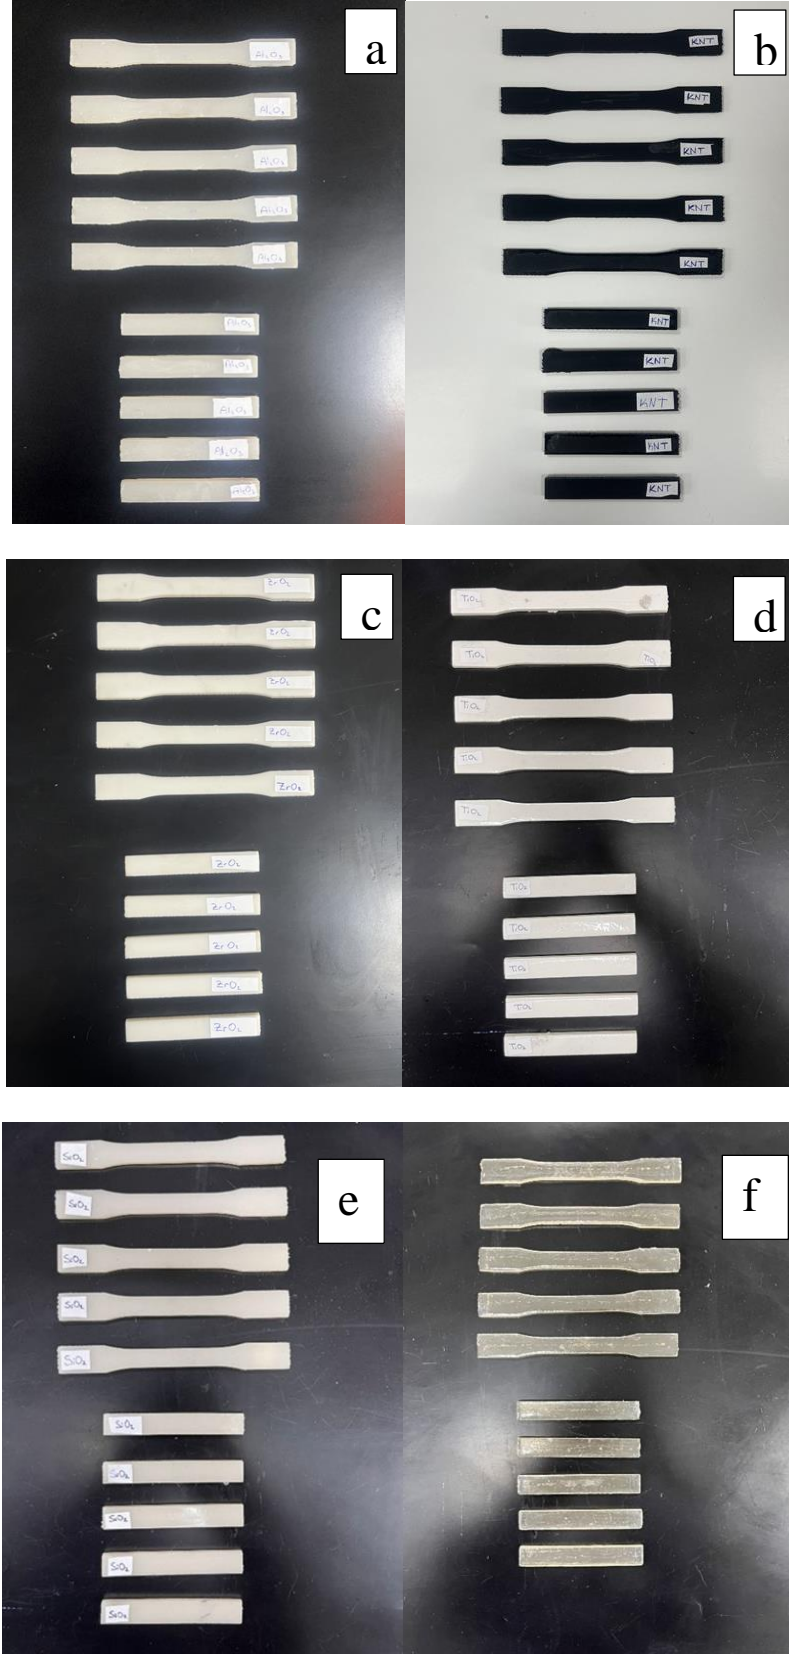 a
Al₂O₃
Al₂O₃
Al₂O₃
Al₂O₃
Al₂O₃
Al₂O₃
Al₂O₃
Al₂O₃
Al₂O₃
Al₂O₃
b
KNT
KNT
KNT
KNT
KNT
KNT
KNT
KNT
KNT
KNT
c
ZrO₂
ZrO₂
ZrO₂
ZrO₂
ZrO₂
ZrO₂
ZrO₂
ZrO₂
ZrO₂
ZrO₂
d
TiO₂
TiO₂ TiO₂
TiO₂
TiO₂
TiO₂
TiO₂
TiO₂
TiO₂
TiO₂
TiO₂
e
SiO₂
SiO₂
SiO₂
SiO₂
SiO₂
SiO₂
SiO₂
SiO₂
SiO₂
SiO₂
f